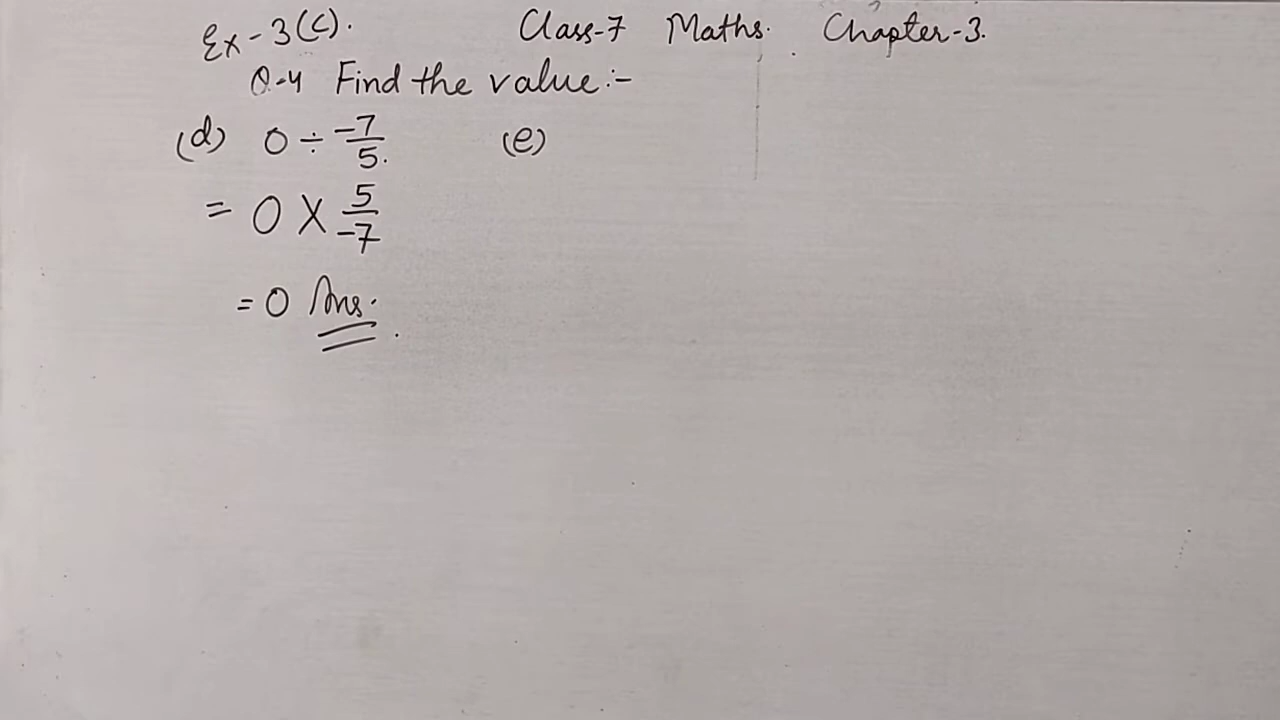 Ex-3(c). Class-7 Maths. Chapter-3.
Q-4 Find the value:-
(d) 0 ÷ -7/5. (e)
= 0 × 5/-7
= 0 Ans.